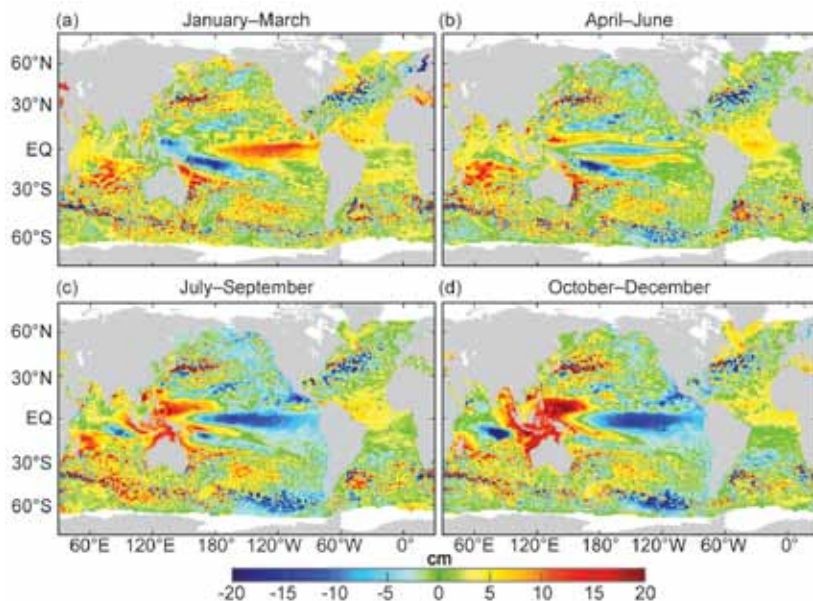 (a) January–March
(b) April–June
60°N
30°N
EQ
30°S
60°S
(c) July–September
(d) October–December
60°N
30°N
EQ
30°S
60°S
60°E 120°E 180° 120°W 60°W 0°
60°E 120°E 180° 120°W 60°W 0°
cm
-20 -15 -10 -5 0 5 10 15 20